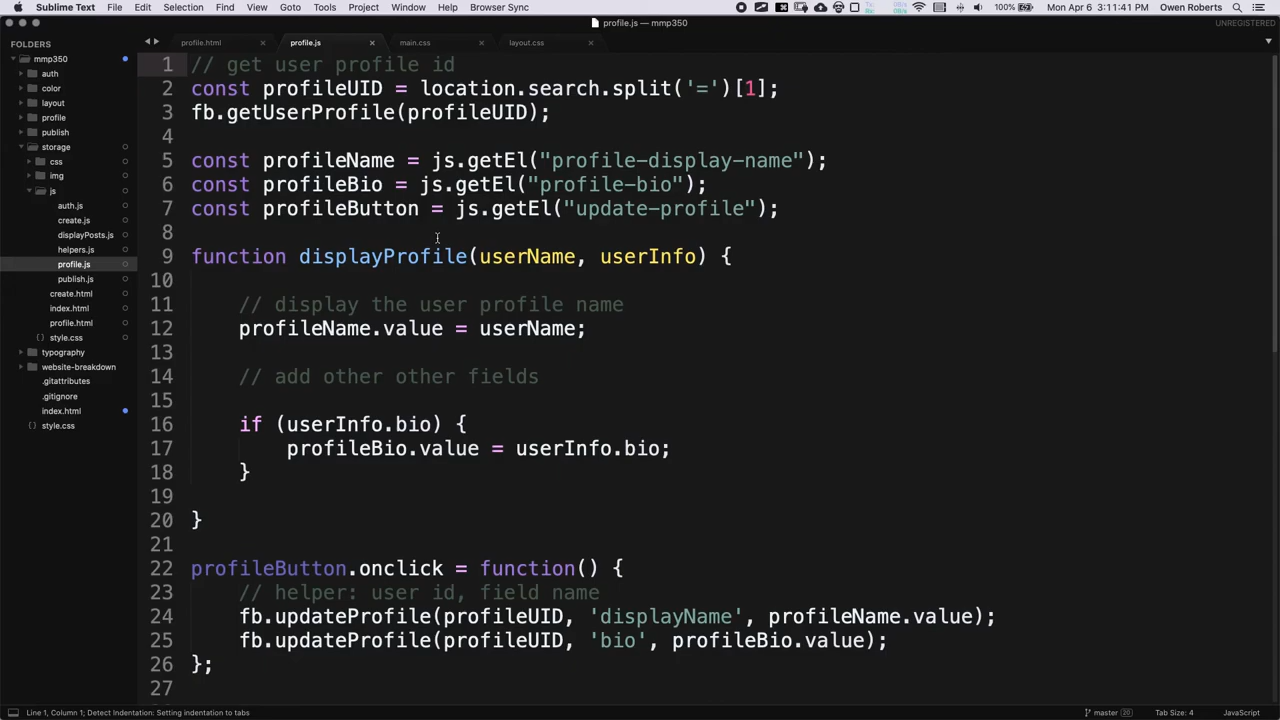 Sublime Text File Edit Selection Find View Goto Tools Project Window Help Browser Sync 100% Mon Apr 6 3:11:41 PM Owen Roberts
profile.js — mmp350 UNREGISTERED
FOLDERS
mmp350
auth
color
layout
profile
publish
storage
css
img
js
auth.js
create.js
displayPosts.js
helpers.js
profile.js
publish.js
create.html
index.html
profile.html
style.css
typography
website-breakdown
.gitattributes
.gitignore
index.html
style.css
profile.html profile.js main.css layout.css
1 // get user profile id
2 const profileUID = location.search.split('=')[1];
3 fb.getUserProfile(profileUID);
4
5 const profileName = js.getEl("profile-display-name");
6 const profileBio = js.getEl("profile-bio");
7 const profileButton = js.getEl("update-profile");
8
9 function displayProfile(userName, userInfo) {
10
11 // display the user profile name
12 profileName.value = userName;
13
14 // add other other fields
15
16 if (userInfo.bio) {
17 profileBio.value = userInfo.bio;
18 }
19
20 }
21
22 profileButton.onclick = function() {
23 // helper: user id, field name
24 fb.updateProfile(profileUID, 'displayName', profileName.value);
25 fb.updateProfile(profileUID, 'bio', profileBio.value);
26 };
27
Line 1, Column 1; Detect Indentation: Setting indentation to tabs master 20 Tab Size: 4 JavaScript